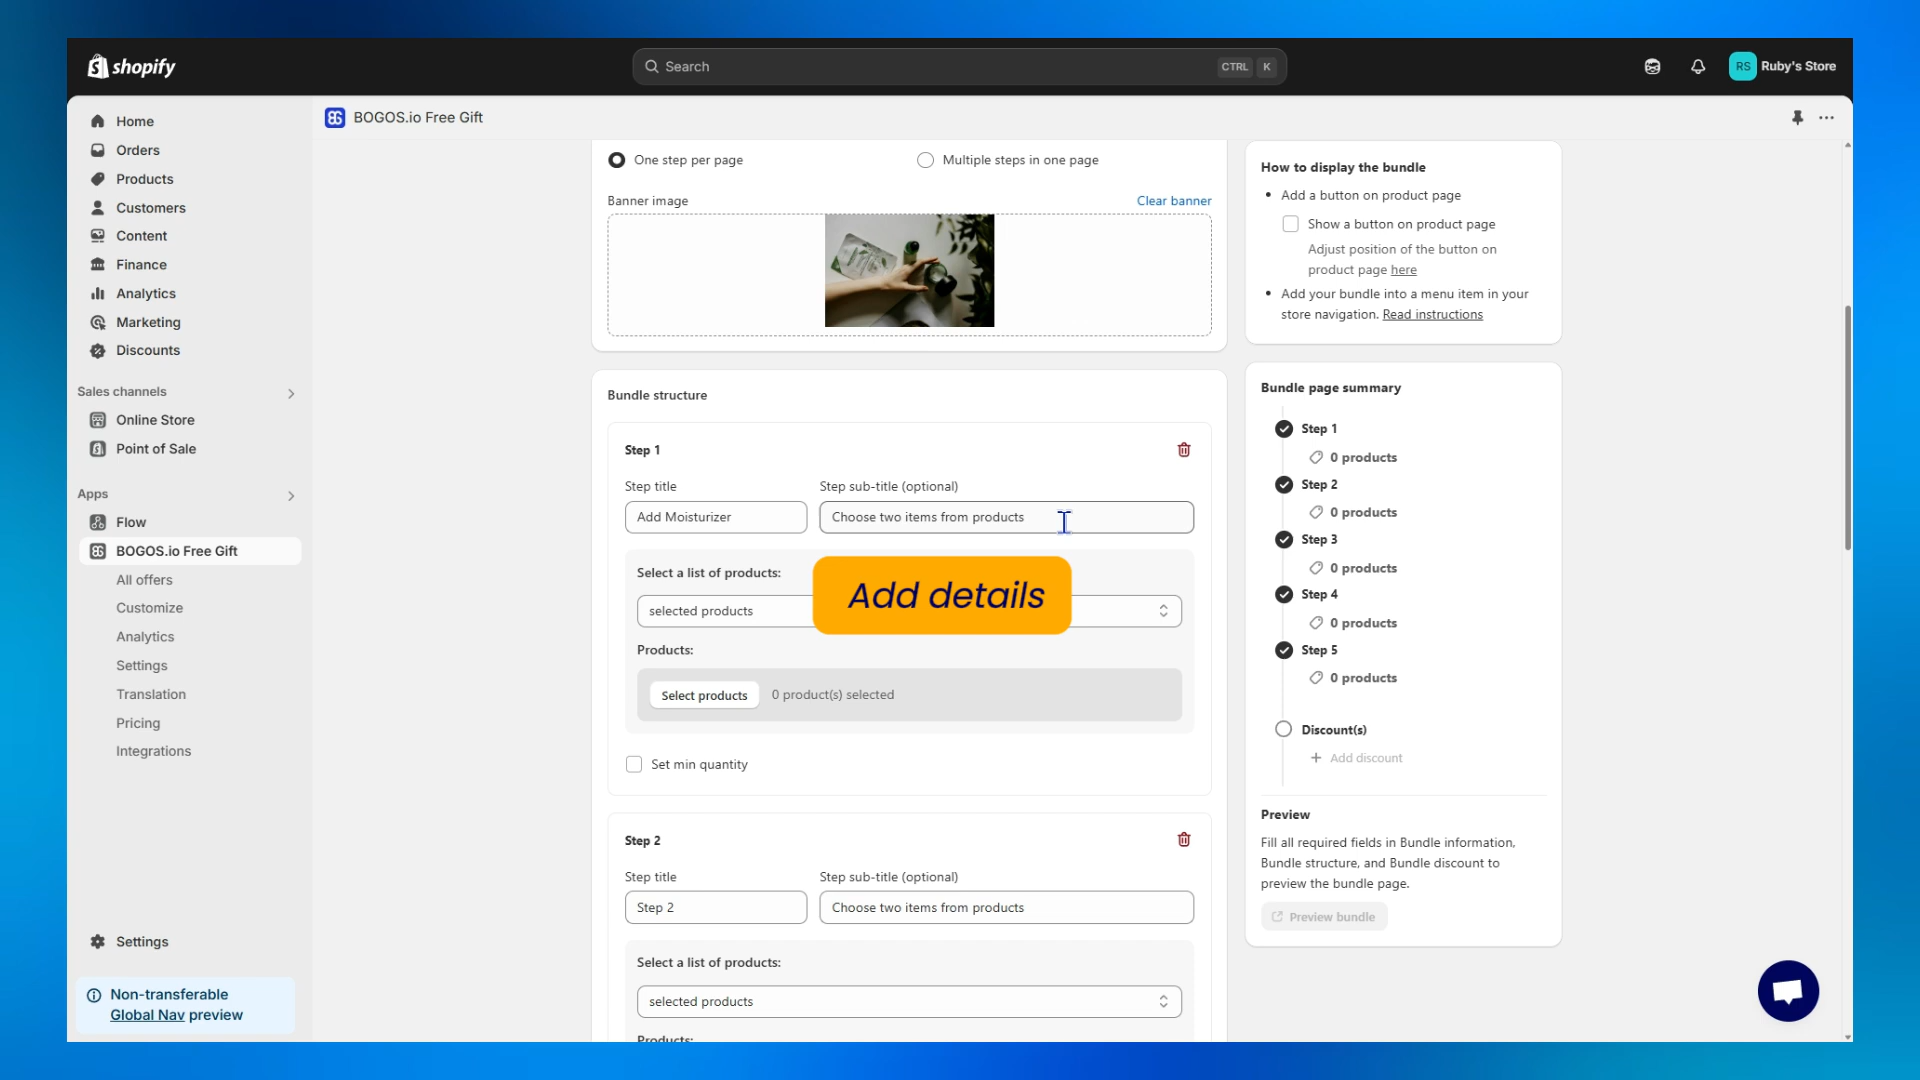 shopify
Search
CTRL K
RS Ruby's Store
Home
Orders
Products
Customers
Content
Finance
Analytics
Marketing
Discounts
Sales channels
Online Store
Point of Sale
Apps
Flow
BOGOS.io Free Gift
All offers
Customize
Analytics
Settings
Translation
Pricing
Integrations
Settings
Non-transferable
Global Nav preview
BOGOS.io Free Gift
One step per page
Multiple steps in one page
Banner image
Clear banner
Bundle structure
Step 1
Step title
Step sub-title (optional)
Add Moisturizer
Choose two items from products
Select a list of products:
selected products
Add details
Products:
Select products
0 product(s) selected
Set min quantity
Step 2
Step title
Step sub-title (optional)
Step 2
Choose two items from products
Select a list of products:
selected products
Products:
How to display the bundle
• Add a button on product page
Show a button on product page
Adjust position of the button on
product page here
• Add your bundle into a menu item in your
store navigation. Read instructions
Bundle page summary
Step 1
0 products
Step 2
0 products
Step 3
0 products
Step 4
0 products
Step 5
0 products
Discount(s)
+ Add discount
Preview
Fill all required fields in Bundle information,
Bundle structure, and Bundle discount to
preview the bundle page.
Preview bundle